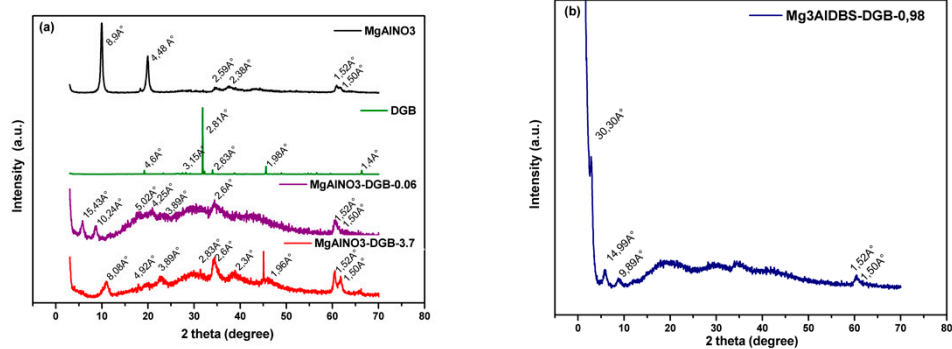 (a)
MgAlNO3
8,9A°
4,48 A°
2,59A°
2,38A°
1,52A°
1,50A°
DGB
2,81A°
4,6A°
3,15A°
2,63A°
1,98A°
1,4A°
MgAlNO3-DGB-0.06
15,43A°
10,24A°
5,02A°
4,25A°
3,89A°
2,6A°
1,52A°
1,50A°
MgAlNO3-DGB-3.7
8,08A°
4,92A°
3,89A°
2,83A°
2,6A°
2,3A°
1,96A°
1,52A°
1,50A°
Intensity (a.u.)
0 10 20 30 40 50 60 70 80
2 theta (degree)
(b)
Mg3AlDBS-DGB-0,98
30,30A°
14,99A°
9,89A°
1,52A°
1,50A°
Intensity (a.u.)
0 10 20 30 40 50 60 70 80
2 theta (degree)